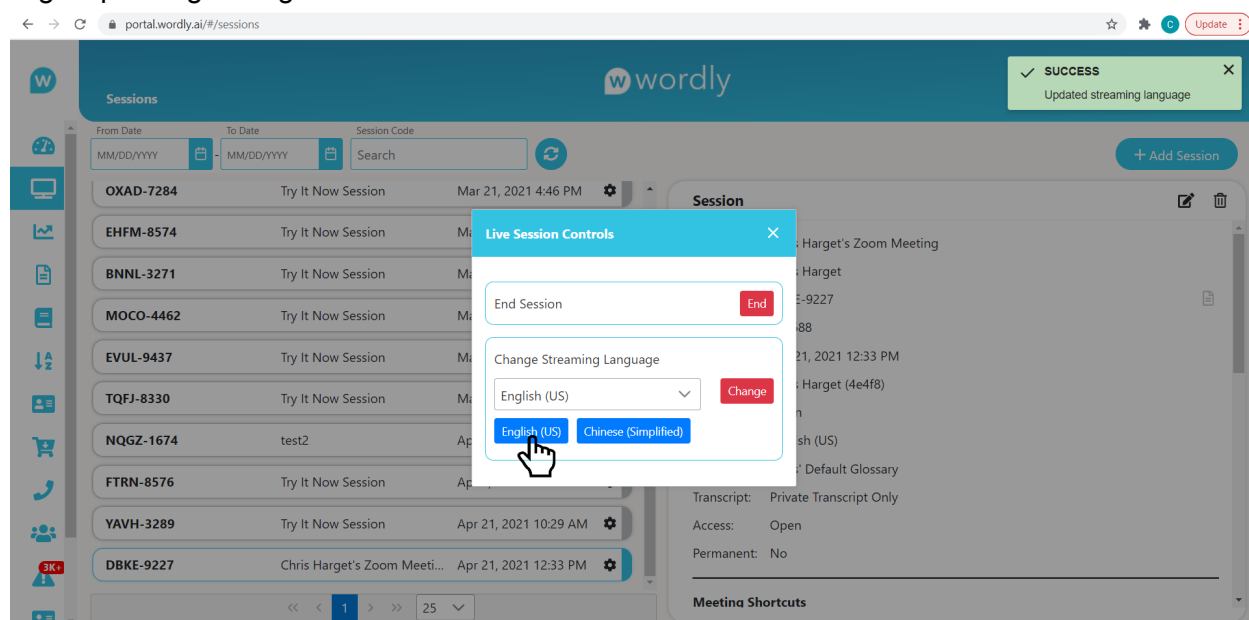 portal.wordly.ai/#/sessions
C
Update
w
Sessions
wordly
SUCCESS
Updated streaming language
From Date
To Date
Session Code
MM/DD/YYYY
-
MM/DD/YYYY
Search
+ Add Session
OXAD-7284 Try It Now Session Mar 21, 2021 4:46 PM
EHFM-8574 Try It Now Session
BNNL-3271 Try It Now Session
MOCO-4462 Try It Now Session
EVUL-9437 Try It Now Session
TQFJ-8330 Try It Now Session
NQGZ-1674 test2
FTRN-8576 Try It Now Session
YAVH-3289 Try It Now Session Apr 21, 2021 10:29 AM
DBKE-9227 Chris Harget's Zoom Meeti... Apr 21, 2021 12:33 PM
<< < 1 > >> 25
3K+
Live Session Controls
End Session
End
Change Streaming Language
English (US)
Change
English (US) Chinese (Simplified)
Session
Harget's Zoom Meeting
Harget
-9227
21, 2021 12:33 PM
Harget (4e4f8)
(US)
Default Glossary
Transcript: Private Transcript Only
Access: Open
Permanent: No
Meeting Shortcuts